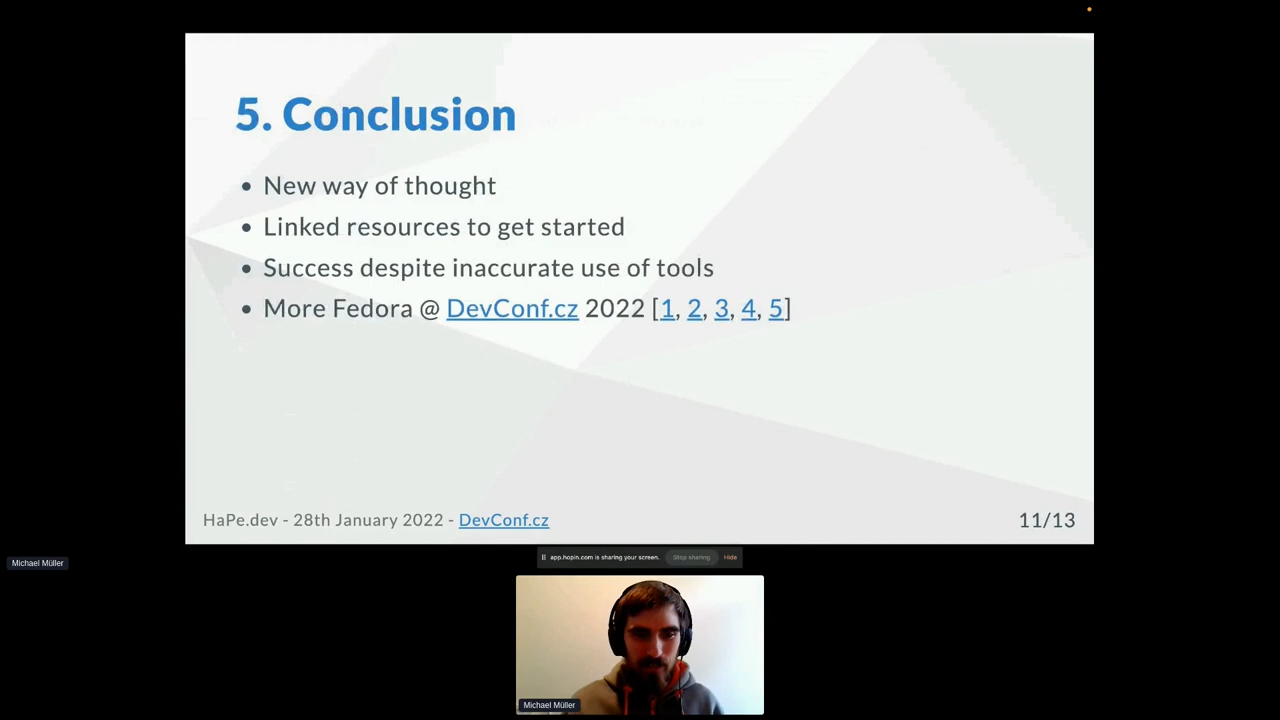 5. Conclusion
New way of thought
Linked resources to get started
Success despite inaccurate use of tools
More Fedora @ DevConf.cz 2022 [1, 2, 3, 4, 5]
HaPe.dev - 28th January 2022 - DevConf.cz
11/13
app.hopin.com is sharing your screen. Stop sharing Hide
Michael Müller
Michael Müller